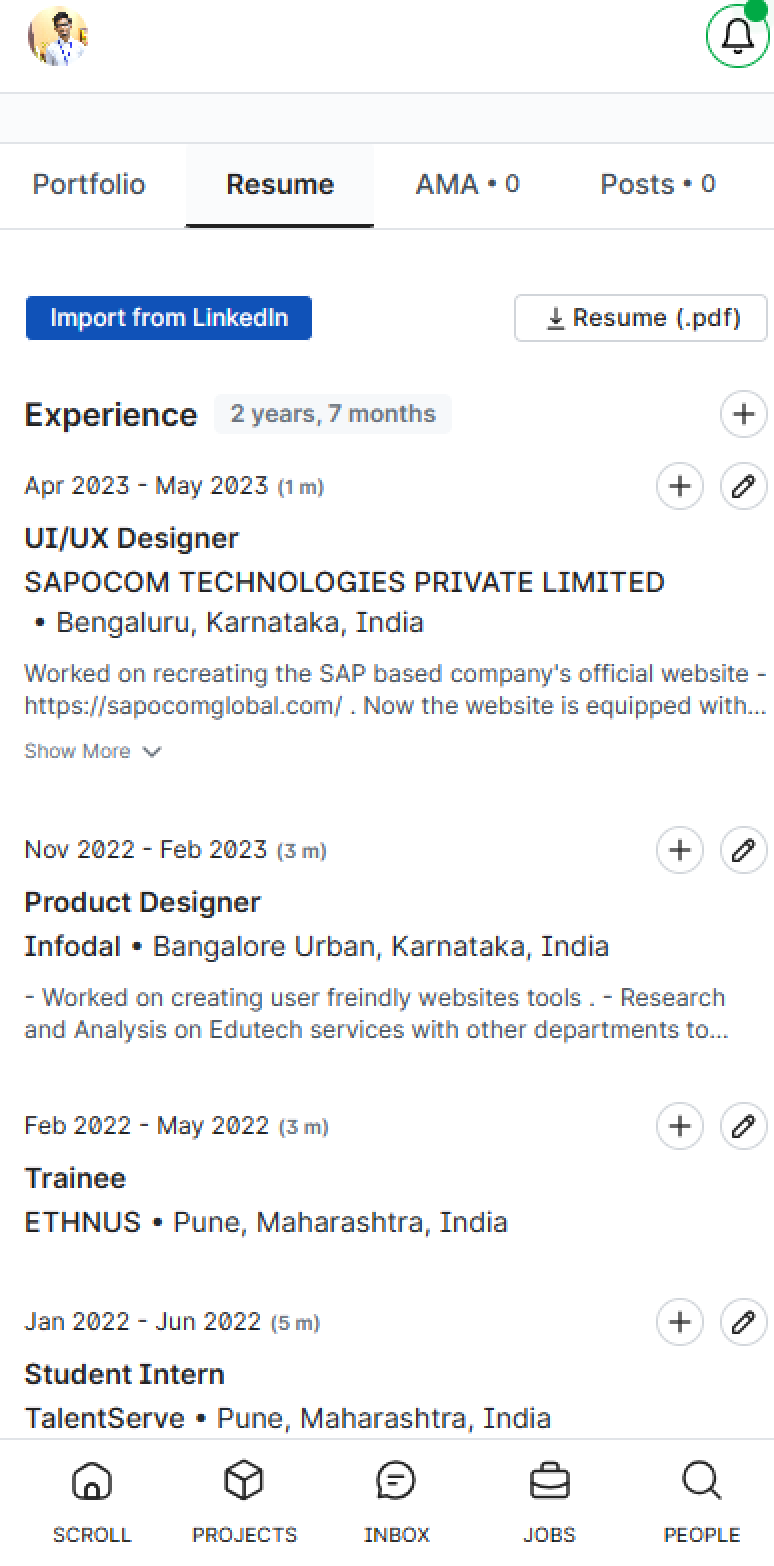 Portfolio
Resume
AMA • 0
Posts • 0
Import from LinkedIn
Resume (.pdf)
Experience
2 years, 7 months
Apr 2023 - May 2023 (1 m)
UI/UX Designer
SAPOCOM TECHNOLOGIES PRIVATE LIMITED
• Bengaluru, Karnataka, India
Worked on recreating the SAP based company's official website -
https://sapocomglobal.com/ . Now the website is equipped with...
Show More
Nov 2022 - Feb 2023 (3 m)
Product Designer
Infodal • Bangalore Urban, Karnataka, India
- Worked on creating user freindly websites tools . - Research
and Analysis on Edutech services with other departments to...
Feb 2022 - May 2022 (3 m)
Trainee
ETHNUS • Pune, Maharashtra, India
Jan 2022 - Jun 2022 (5 m)
Student Intern
TalentServe • Pune, Maharashtra, India
SCROLL
PROJECTS
INBOX
JOBS
PEOPLE